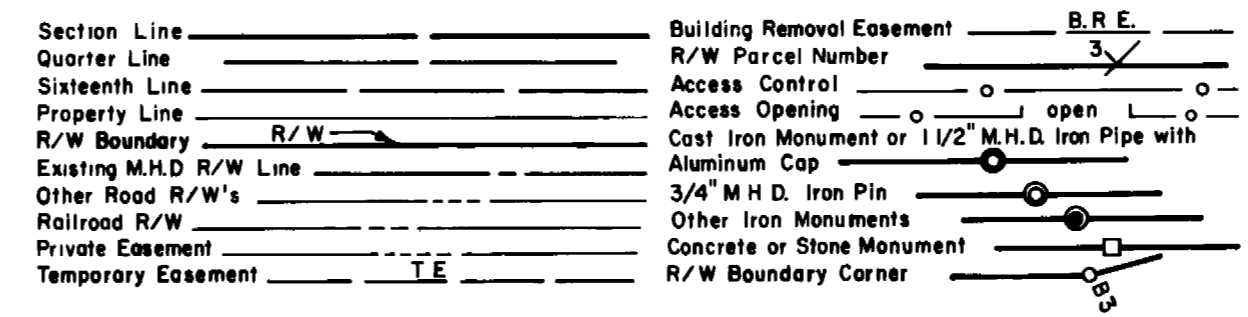 Section Line
Quarter Line
Sixteenth Line
Property Line
R/W Boundary R/W
Existing M.H.D R/W Line
Other Road R/W's
Railroad R/W
Private Easement
Temporary Easement T E
Building Removal Easement B.R.E.
R/W Parcel Number 3
Access Control
Access Opening open
Cast Iron Monument or 1 1/2" M.H.D. Iron Pipe with
Aluminum Cap
3/4" M H D. Iron Pin
Other Iron Monuments
Concrete or Stone Monument
R/W Boundary Corner
B3